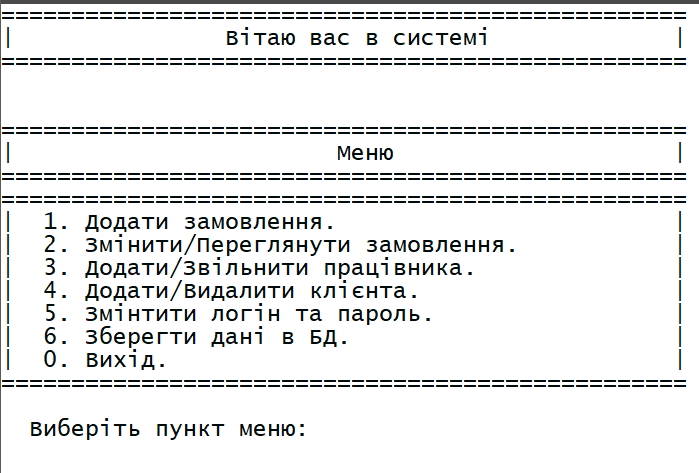 =================================================
|               Вітаю вас в системі             |
=================================================
=================================================
|                       Меню                    |
=================================================
=================================================
|  1. Додати замовлення.                        |
|  2. Змінити/Переглянути замовлення.           |
|  3. Додати/Звільнити працівника.              |
|  4. Додати/Видалити клієнта.                  |
|  5. Змінтити логін та пароль.                 |
|  6. Зберегти дані в БД.                       |
|  0. Вихід.                                    |
=================================================
Виберіть пункт меню: